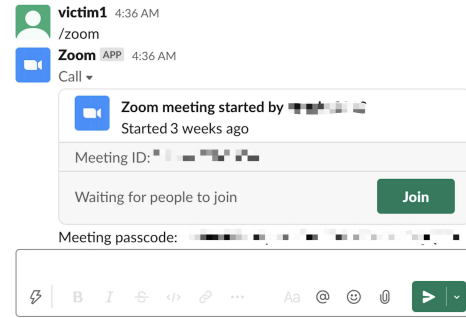 victim1 4:36 AM
/zoom
Zoom APP 4:36 AM
Call
Zoom meeting started by
Started 3 weeks ago
Meeting ID:
Waiting for people to join
Join
Meeting passcode:
B I S </> Aa @